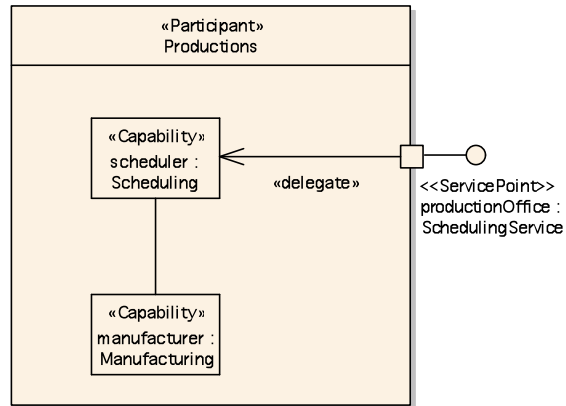 «Participant»
Productions
«Capability»
scheduler :
Scheduling
«delegate»
<<ServicePoint>>
productionOffice :
SchedulingService
«Capability»
manufacturer :
Manufacturing